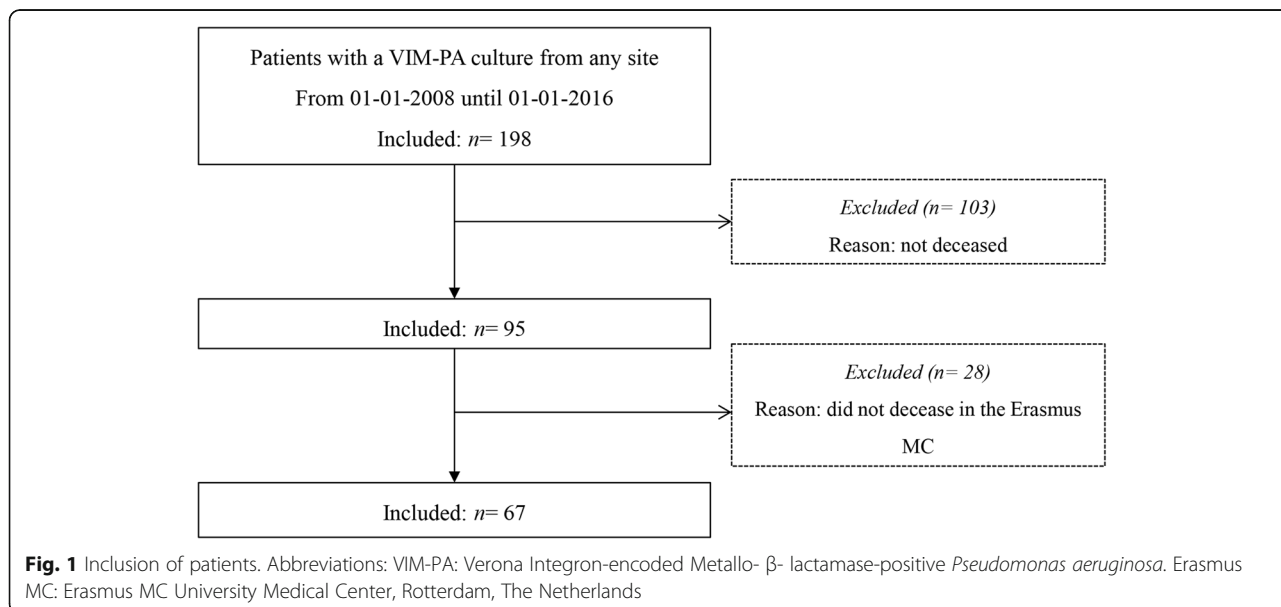 Patients with a VIM-PA culture from any site
From 01-01-2008 until 01-01-2016
Included: n= 198
Excluded (n= 103)
Reason: not deceased
Included: n= 95
Excluded (n= 28)
Reason: did not decease in the Erasmus
MC
Included: n= 67
Fig. 1 Inclusion of patients. Abbreviations: VIM-PA: Verona Integron-encoded Metallo- β- lactamase-positive Pseudomonas aeruginosa. Erasmus
MC: Erasmus MC University Medical Center, Rotterdam, The Netherlands